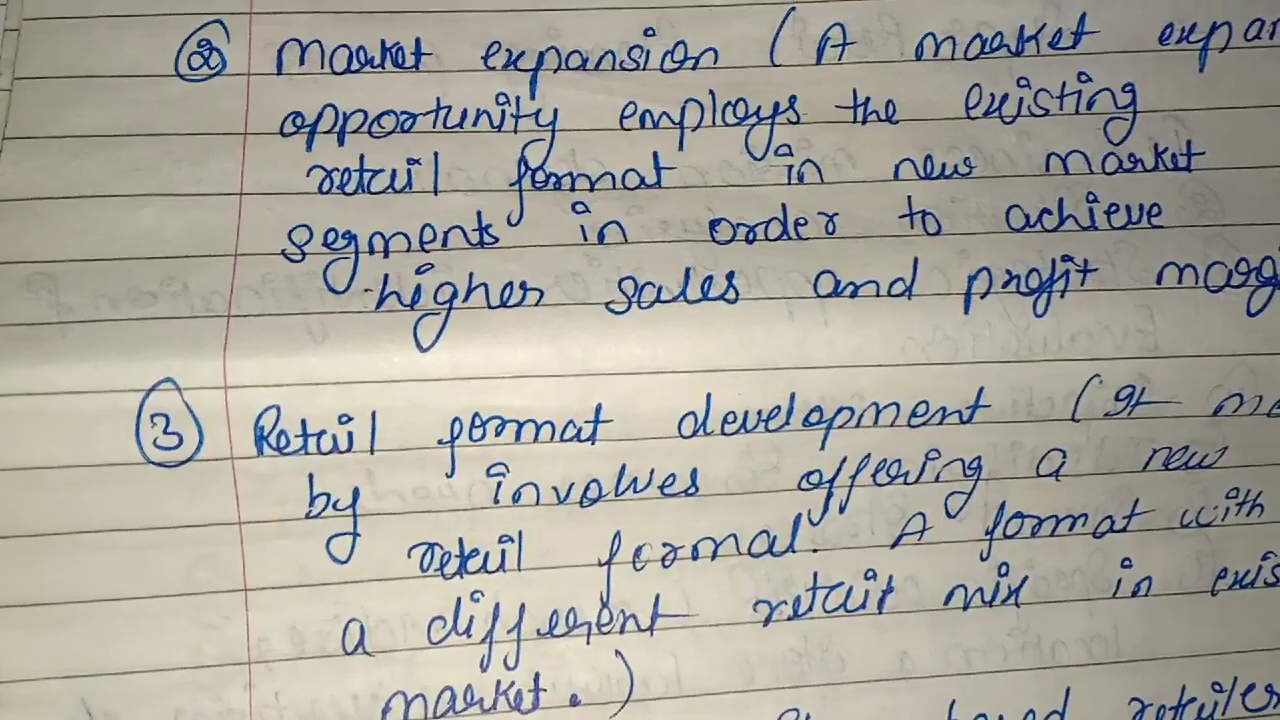 ② Market expansion (A market expan
opportunity employs the existing
retail format in new market
segments in order to achieve
higher sales and profit marg
③ Retail format development (It me
by involves offering a new
retail format. A format with
a different retail mix in exis
market.)
retailer